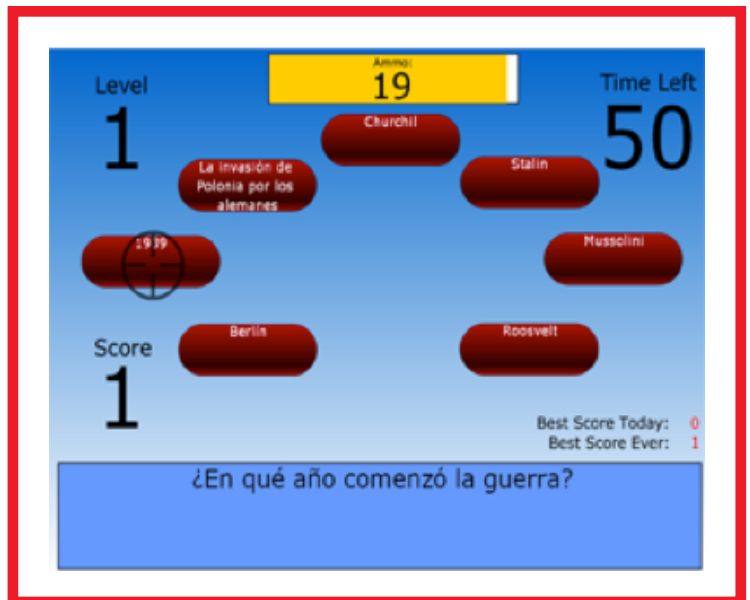 Level
1
Ammo:
19
Time Left
50
Churchil
La invasión de
Polonia por los
alemanes
Stalin
1939
Mussolini
Berlín
Roosvelt
Score
1
Best Score Today: 0
Best Score Ever: 1
¿En qué año comenzó la guerra?